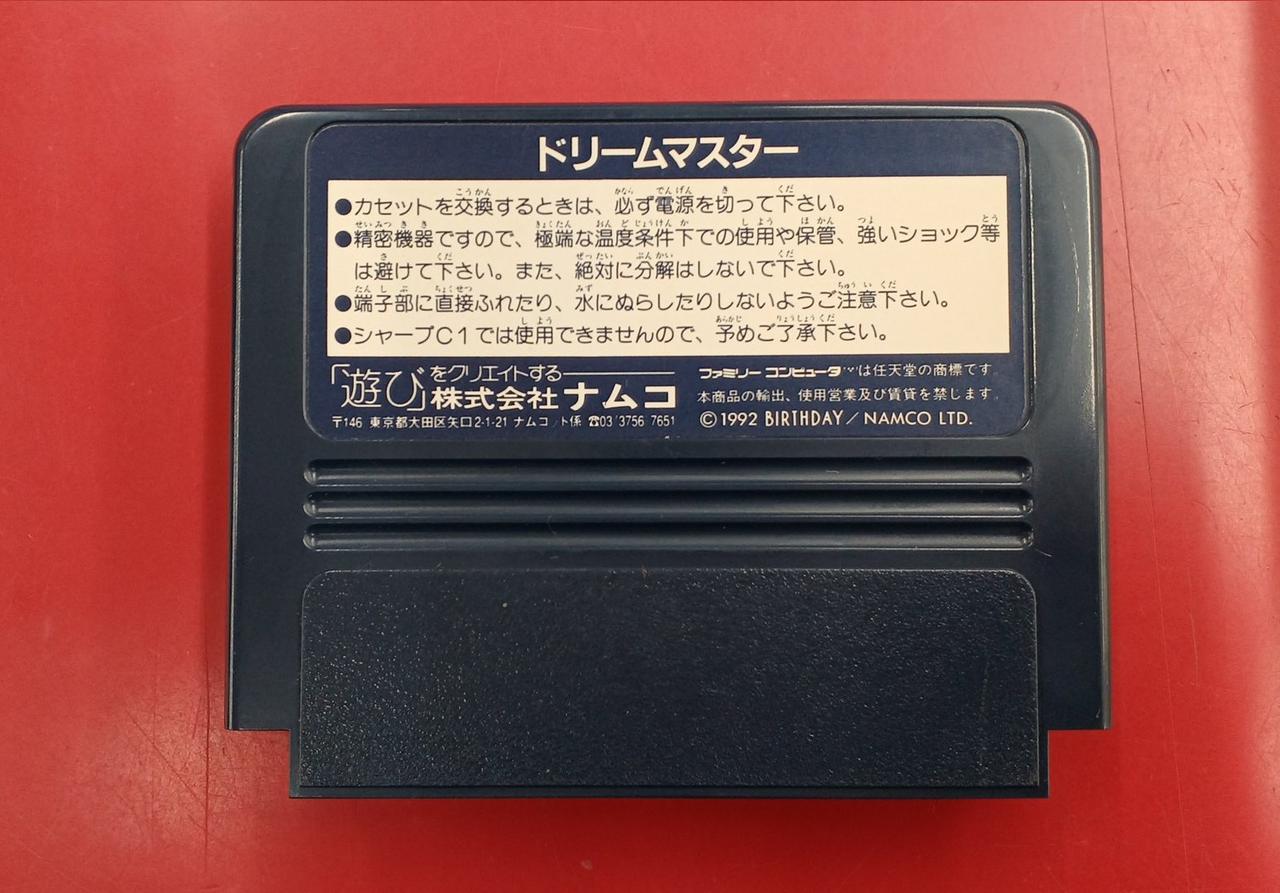 ドリームマスター
●カセットを交換するときは、必ず電源を切って下さい。
●精密機器ですので、極端な温度条件下での使用や保管、強いショック等
は避けて下さい。また、絶対に分解はしないで下さい。
●端子部に直接ふれたり、水にぬらしたりしないようご注意下さい。
●シャープC1では使用できませんので、予めご了承下さい。
「遊び」をクリエイトする
株式会社ナムコ
〒146 東京都大田区矢口2-1-21 ナムコ ト係 ☎03 3756 7651
ファミリーコンピュータ™は任天堂の商標です。
本商品の輸出、使用営業及び賃貸を禁じます。
©1992 BIRTHDAY/NAMCO LTD.